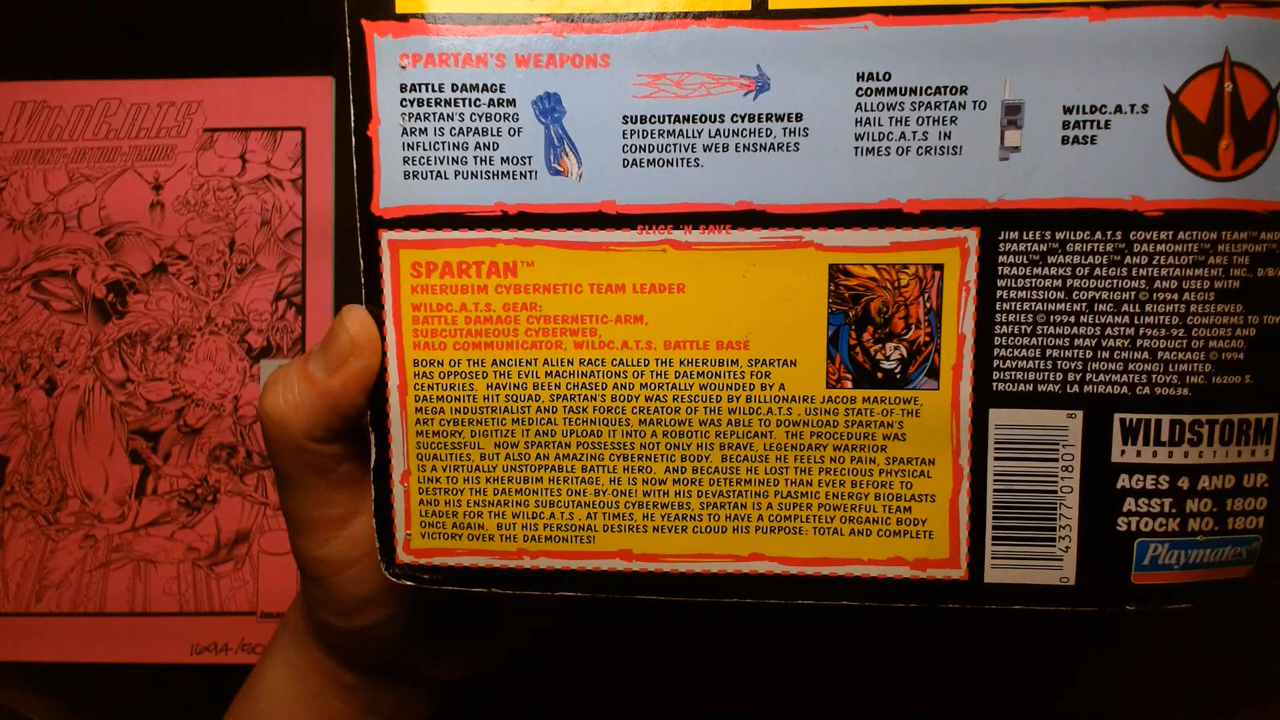 WILDC.A.T.S
COVERT-ACTION-TEAMS
SPARTAN'S WEAPONS
BATTLE DAMAGE
CYBERNETIC-ARM
SPARTAN'S CYBORG
ARM IS CAPABLE OF
INFLICTING AND
RECEIVING THE MOST
BRUTAL PUNISHMENT!
SUBCUTANEOUS CYBERWEB
EPIDERMALLY LAUNCHED, THIS
CONDUCTIVE WEB ENSNARES
DAEMONITES.
HALO
COMMUNICATOR
ALLOWS SPARTAN TO
HAIL THE OTHER
WILDC.A.T.S IN
TIMES OF CRISIS!
WILDC.A.T.S
BATTLE
BASE
SLICE 'N SAVE
SPARTAN™
KHERUBIM CYBERNETIC TEAM LEADER
WILDC.A.T.S. GEAR:
BATTLE DAMAGE CYBERNETIC-ARM,
SUBCUTANEOUS CYBERWEB,
HALO COMMUNICATOR, WILDC.A.T.S. BATTLE BASE
BORN OF THE ANCIENT ALIEN RACE CALLED THE KHERUBIM, SPARTAN
HAS OPPOSED THE EVIL MACHINATIONS OF THE DAEMONITES FOR
CENTURIES. HAVING BEEN CHASED AND MORTALLY WOUNDED BY A
DAEMONITE HIT SQUAD, SPARTAN'S BODY WAS RESCUED BY BILLIONAIRE JACOB MARLOWE,
MEGA INDUSTRIALIST AND TASK FORCE CREATOR OF THE WILDC.A.T.S . USING STATE-OF-THE
ART CYBERNETIC MEDICAL TECHNIQUES, MARLOWE WAS ABLE TO DOWNLOAD SPARTAN'S
MEMORY, DIGITIZE IT AND UPLOAD IT INTO A ROBOTIC REPLICANT. THE PROCEDURE WAS
SUCCESSFUL. NOW SPARTAN POSSESSES NOT ONLY HIS BRAVE, LEGENDARY WARRIOR
QUALITIES, BUT ALSO AN AMAZING CYBERNETIC BODY. BECAUSE HE FEELS NO PAIN, SPARTAN
IS A VIRTUALLY UNSTOPPABLE BATTLE HERO. AND BECAUSE HE LOST THE PRECIOUS PHYSICAL
LINK TO HIS KHERUBIM HERITAGE, HE IS NOW MORE DETERMINED THAN EVER BEFORE TO
DESTROY THE DAEMONITES ONE-BY-ONE! WITH HIS DEVASTATING PLASMIC ENERGY BIOBLASTS
AND HIS ENSNARING SUBCUTANEOUS CYBERWEBS, SPARTAN IS A SUPER POWERFUL TEAM
LEADER FOR THE WILDC.A.T.S . AT TIMES, HE YEARNS TO HAVE A COMPLETELY ORGANIC BODY
ONCE AGAIN. BUT HIS PERSONAL DESIRES NEVER CLOUD HIS PURPOSE: TOTAL AND COMPLETE
VICTORY OVER THE DAEMONITES!
JIM LEE'S WILDC.A.T.S COVERT ACTION TEAM™ AND
SPARTAN™, GRIFTER™, DAEMONITE™, HELSPONT
MAUL™, WARBLADE™ AND ZEALOT™ ARE THE
TRADEMARKS OF AEGIS ENTERTAINMENT, INC., D/B/
WILDSTORM PRODUCTIONS, AND USED WITH
PERMISSION. COPYRIGHT © 1994 AEGIS
ENTERTAINMENT, INC. ALL RIGHTS RESERVED.
SERIES © 1994 NELVANA LIMITED. CONFORMS TO TOY
SAFETY STANDARDS ASTM F963-92. COLORS AND
DECORATIONS MAY VARY. PRODUCT OF MACAO.
PACKAGE PRINTED IN CHINA. PACKAGE © 1994
PLAYMATES TOYS (HONG KONG) LIMITED.
DISTRIBUTED BY PLAYMATES TOYS, INC. 16200 S.
TROJAN WAY, LA MIRADA, CA 90638.
0 43377 01801 8
WILDSTORM
PRODUCTIONS
AGES 4 AND UP.
ASST. NO. 1800
STOCK NO. 1801
Playmates
1694/50